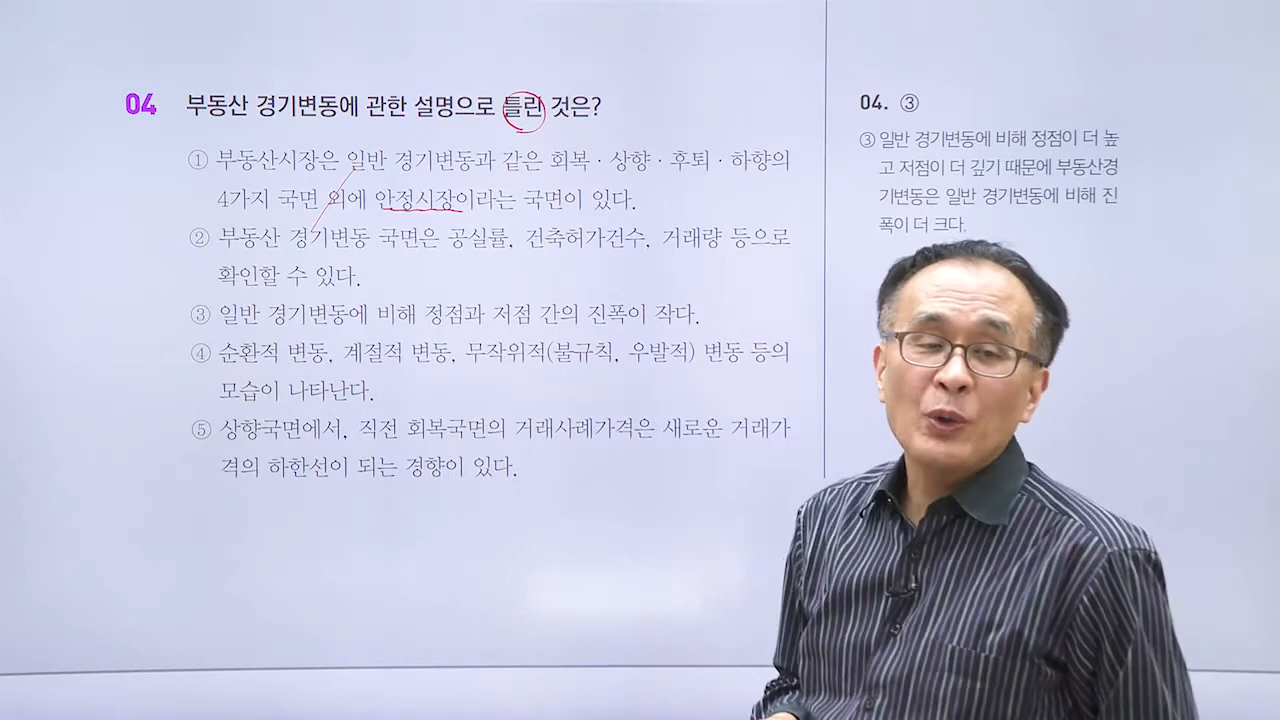 04 부동산 경기변동에 관한 설명으로 틀린 것은?
① 부동산시장은 일반 경기변동과 같은 회복 · 상향 · 후퇴 · 하향의
4가지 국면 외에 안정시장이라는 국면이 있다.
② 부동산 경기변동 국면은 공실률, 건축허가건수, 거래량 등으로
확인할 수 있다.
③ 일반 경기변동에 비해 정점과 저점 간의 진폭이 작다.
④ 순환적 변동, 계절적 변동, 무작위적(불규칙, 우발적) 변동 등의
모습이 나타난다.
⑤ 상향국면에서, 직전 회복국면의 거래사례가격은 새로운 거래가
격의 하한선이 되는 경향이 있다.
04. ③
③ 일반 경기변동에 비해 정점이 더 높
고 저점이 더 깊기 때문에 부동산경
기변동은 일반 경기변동에 비해 진
폭이 더 크다.